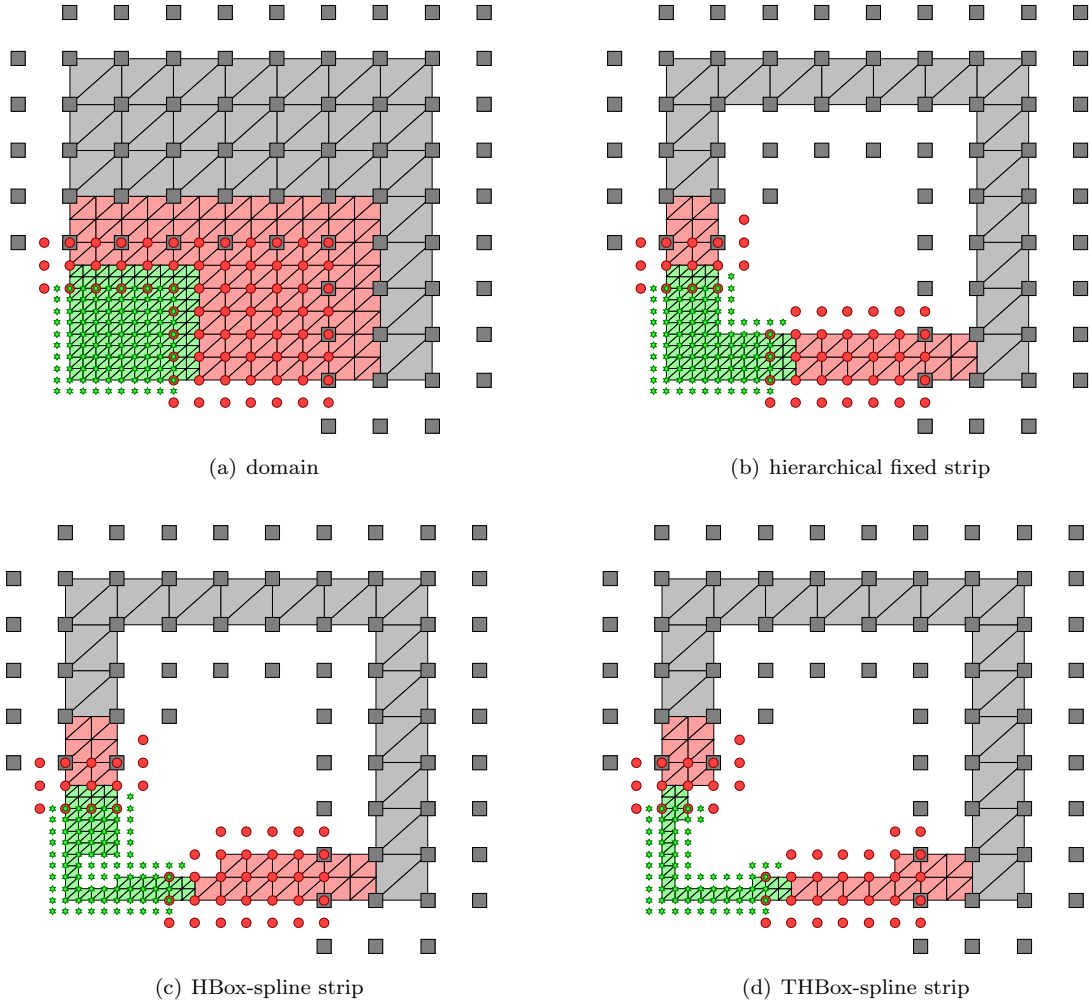 (a) domain
(b) hierarchical fixed strip
(c) HBox-spline strip
(d) THBox-spline strip